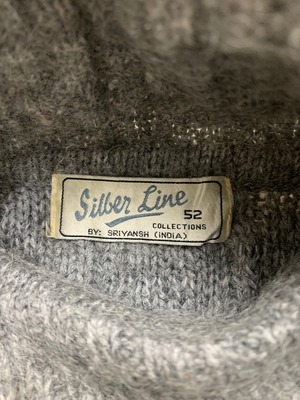 Silber Line
52
COLLECTIONS
BY: SRIYANSH (INDIA)